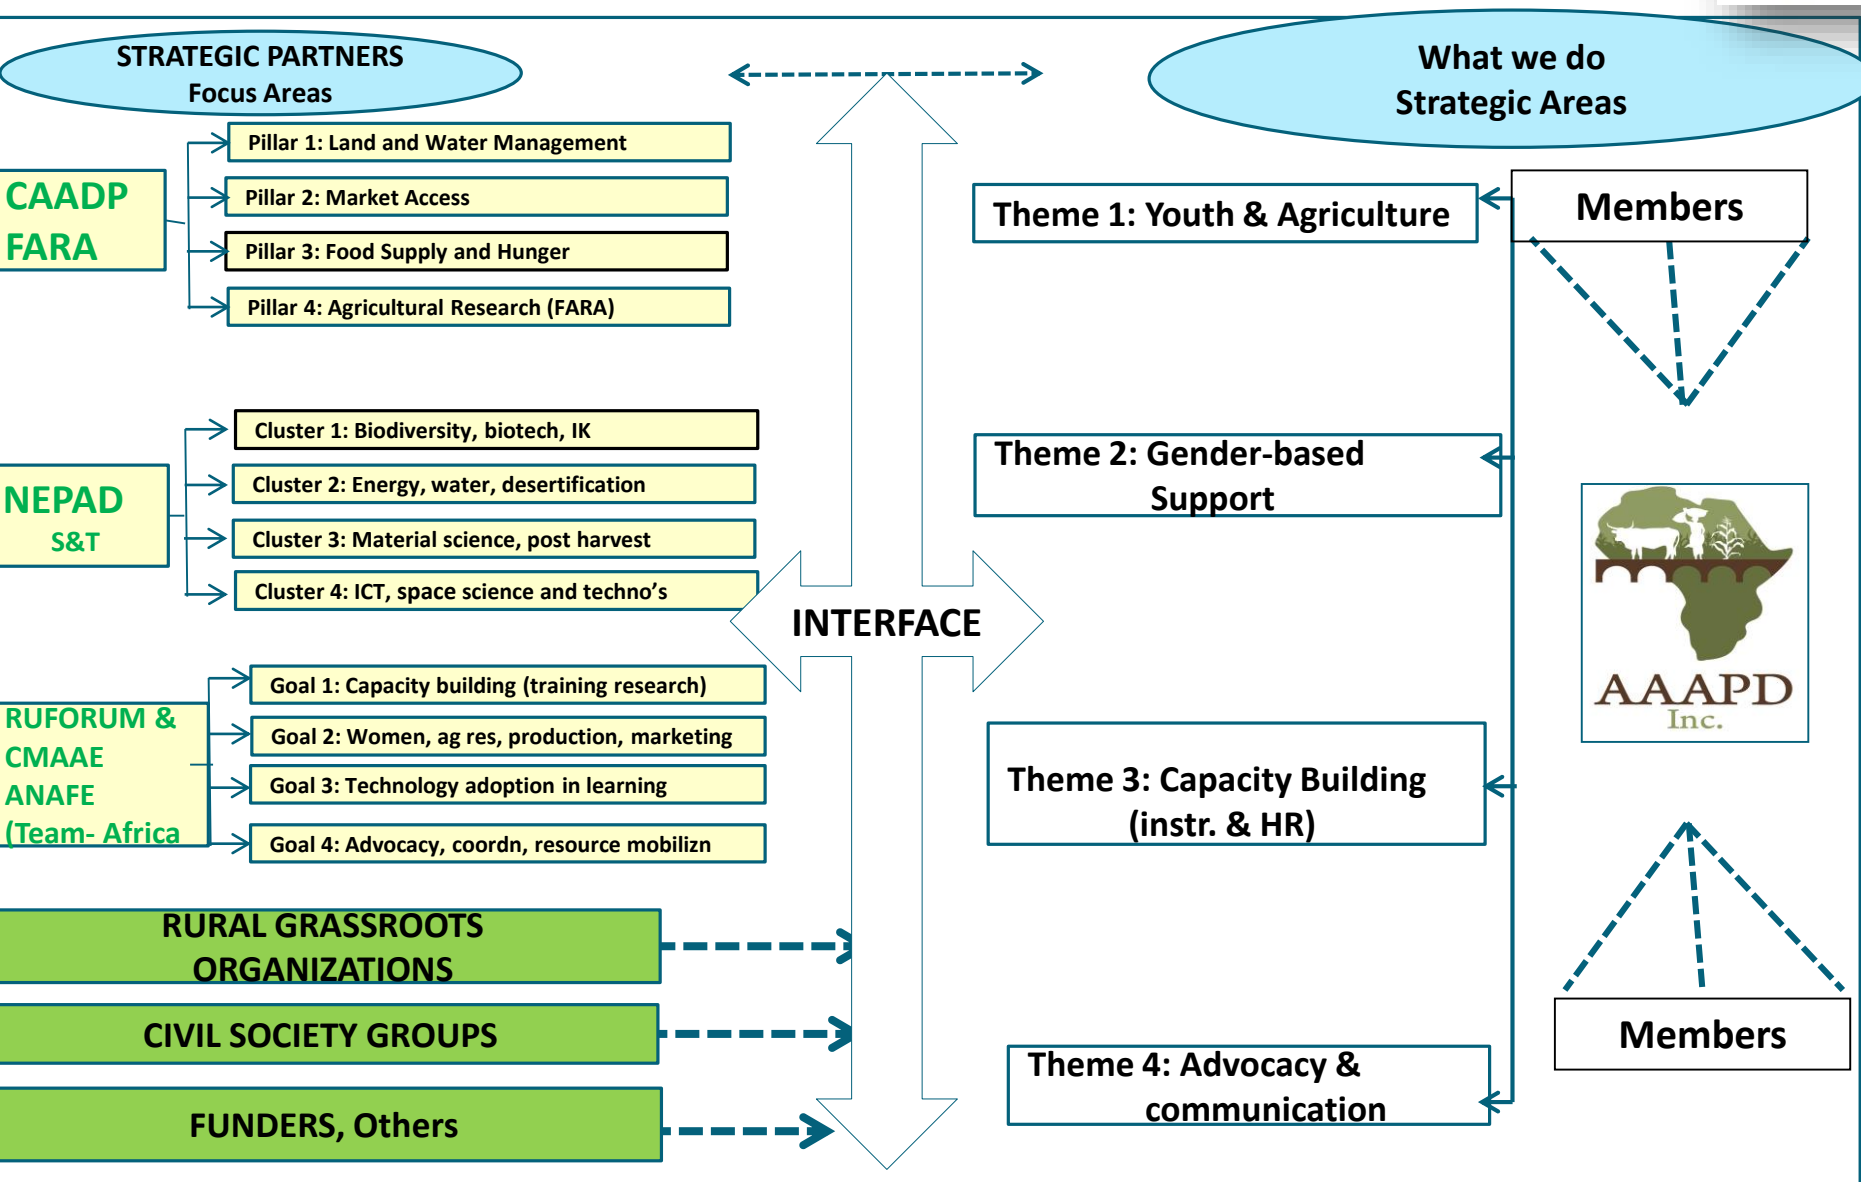 STRATEGIC PARTNERS
Focus Areas
What we do
Strategic Areas
CAADP
FARA
Pillar 1: Land and Water Management
Pillar 2: Market Access
Pillar 3: Food Supply and Hunger
Pillar 4: Agricultural Research (FARA)
NEPAD
S&T
Cluster 1: Biodiversity, biotech, IK
Cluster 2: Energy, water, desertification
Cluster 3: Material science, post harvest
Cluster 4: ICT, space science and techno's
RUFORUM &
CMAAE
ANAFE
(Team- Africa
Goal 1: Capacity building (training research)
Goal 2: Women, ag res, production, marketing
Goal 3: Technology adoption in learning
Goal 4: Advocacy, coordn, resource mobilizn
RURAL GRASSROOTS
ORGANIZATIONS
CIVIL SOCIETY GROUPS
FUNDERS, Others
INTERFACE
Theme 1: Youth & Agriculture
Theme 2: Gender-based
Support
Theme 3: Capacity Building
(instr. & HR)
Theme 4: Advocacy &
communication
Members
AAAPD
Inc.
Members